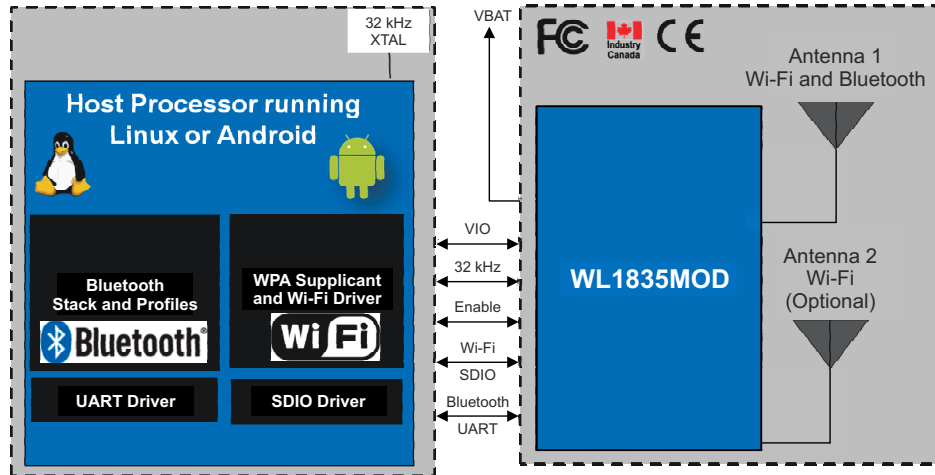 32 kHz
XTAL
Host Processor running
Linux or Android
Bluetooth
Stack and Profiles
Bluetooth®
WPA Supplicant
and Wi-Fi Driver
Wi Fi
UART Driver
SDIO Driver
VBAT
VIO
32 kHz
Enable
Wi-Fi
SDIO
Bluetooth
UART
FC
Industry
Canada
CE
WL1835MOD
Antenna 1
Wi-Fi and Bluetooth
Antenna 2
Wi-Fi
(Optional)